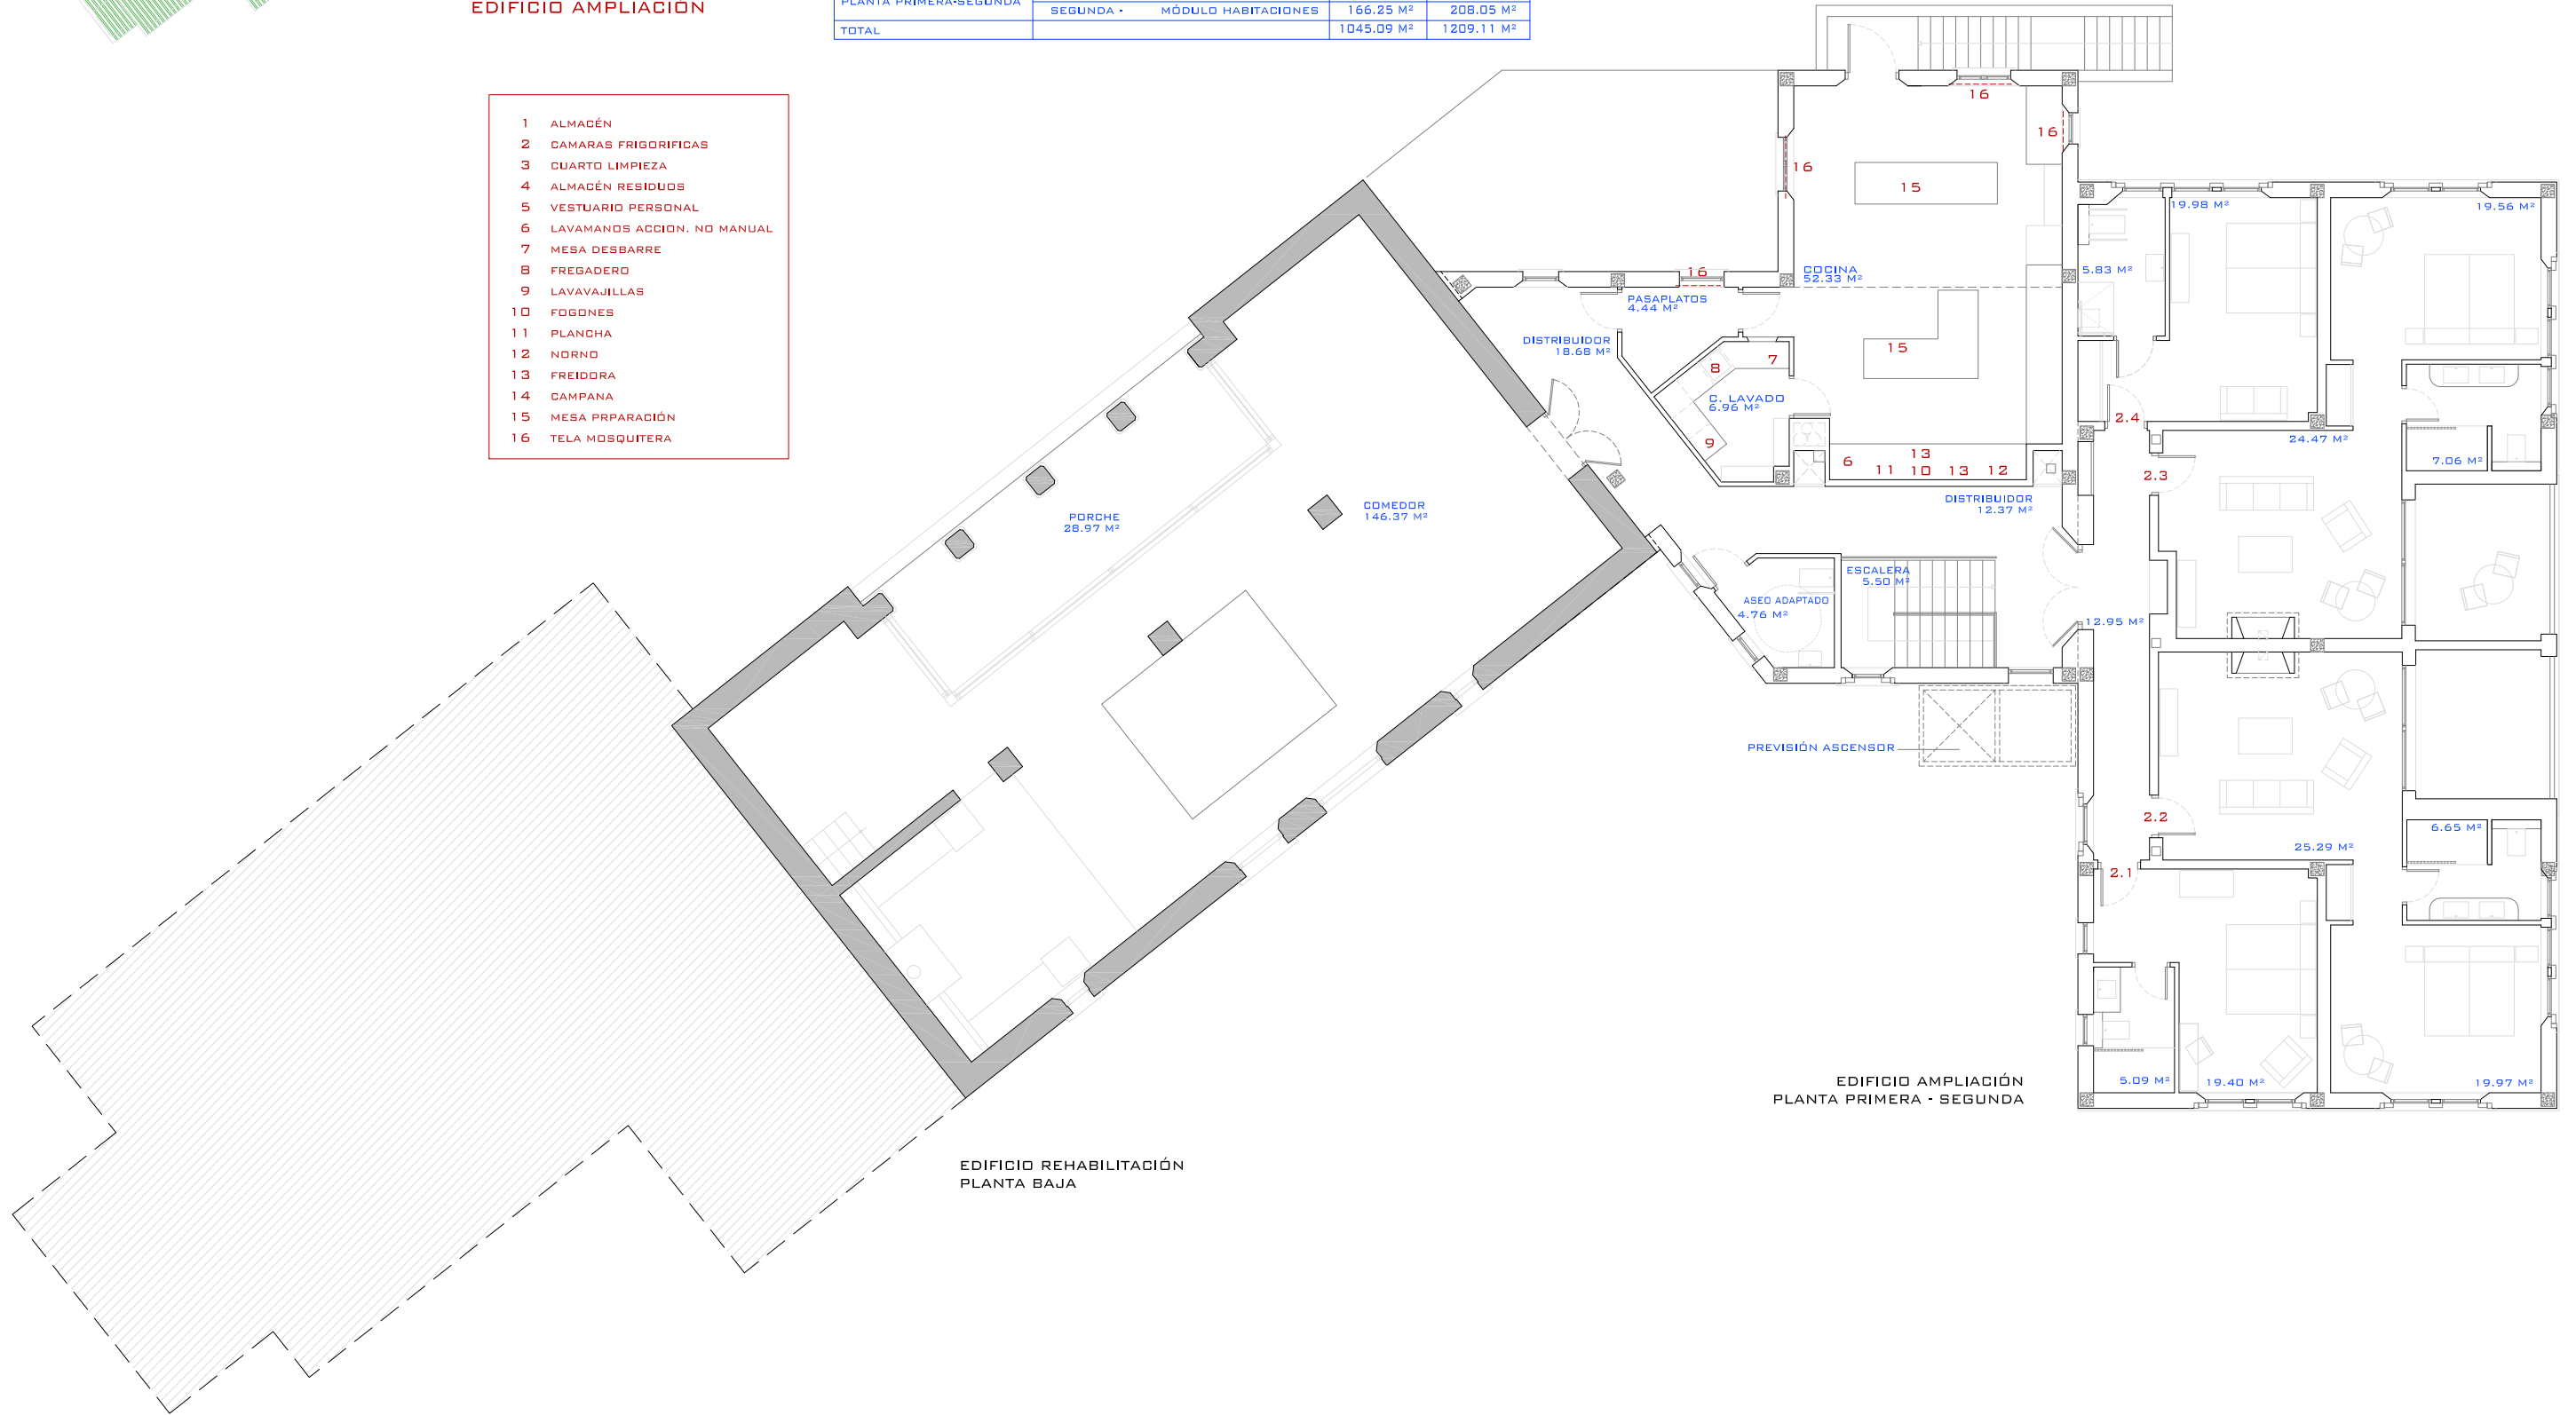 EDIFICIO AMPLIACIÓN
PLANTA PRIMERA-SEGUNDA
SEGUNDA - MÓDULO HABITACIONES 166.25 M² 208.05 M²
TOTAL 1045.09 M² 1209.11 M²
1 ALMACÉN
2 CAMARAS FRIGORIFICAS
3 CUARTO LIMPIEZA
4 ALMACÉN RESIDUOS
5 VESTUARIO PERSONAL
6 LAVAMANOS ACCION. NO MANUAL
7 MESA DESBARRE
8 FREGADERO
9 LAVAVAJILLAS
10 FOGONES
11 PLANCHA
12 NORNO
13 FREIDORA
14 CAMPANA
15 MESA PRPARACIÓN
16 TELA MOSQUITERA
16
16
16
15
19.98 M²
19.56 M²
16
COCINA
52.33 M²
5.83 M²
PASAPLATOS
4.44 M²
DISTRIBUIDOR
18.68 M²
15
7
8
C. LAVADO
6.96 M²
9
2.4
24.47 M²
13
6 11 10 13 12
7.06 M²
2.3
DISTRIBUIDOR
12.37 M²
COMEDOR
146.37 M²
PORCHE
28.97 M²
ESCALERA
5.50 M²
ASEO ADAPTADO
4.76 M²
12.95 M²
PREVISIÓN ASCENSOR
2.2
6.65 M²
25.29 M²
2.1
5.09 M²
19.40 M²
19.97 M²
EDIFICIO AMPLIACIÓN
PLANTA PRIMERA - SEGUNDA
EDIFICIO REHABILITACIÓN
PLANTA BAJA